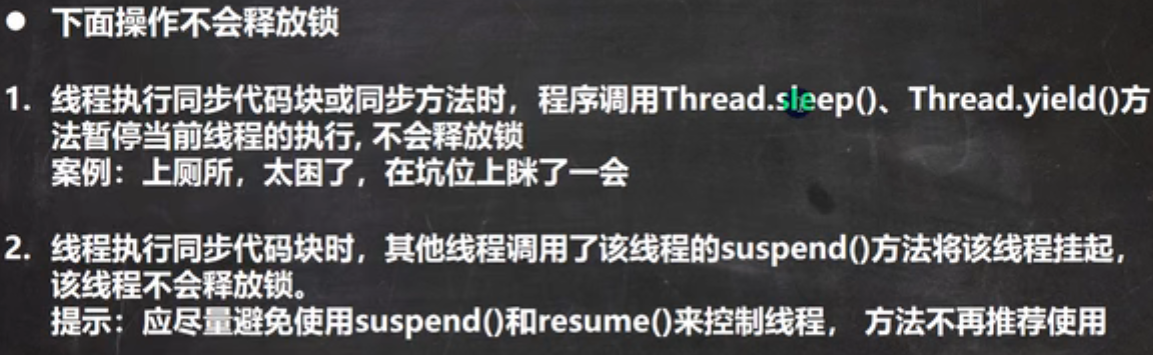 ● 下面操作不会释放锁
1. 线程执行同步代码块或同步方法时，程序调用Thread.sleep()、Thread.yield()方
法暂停当前线程的执行, 不会释放锁
案例：上厕所，太困了，在坑位上眯了一会
2. 线程执行同步代码块时，其他线程调用了该线程的suspend()方法将该线程挂起，
该线程不会释放锁。
提示：应尽量避免使用suspend()和resume()来控制线程， 方法不再推荐使用